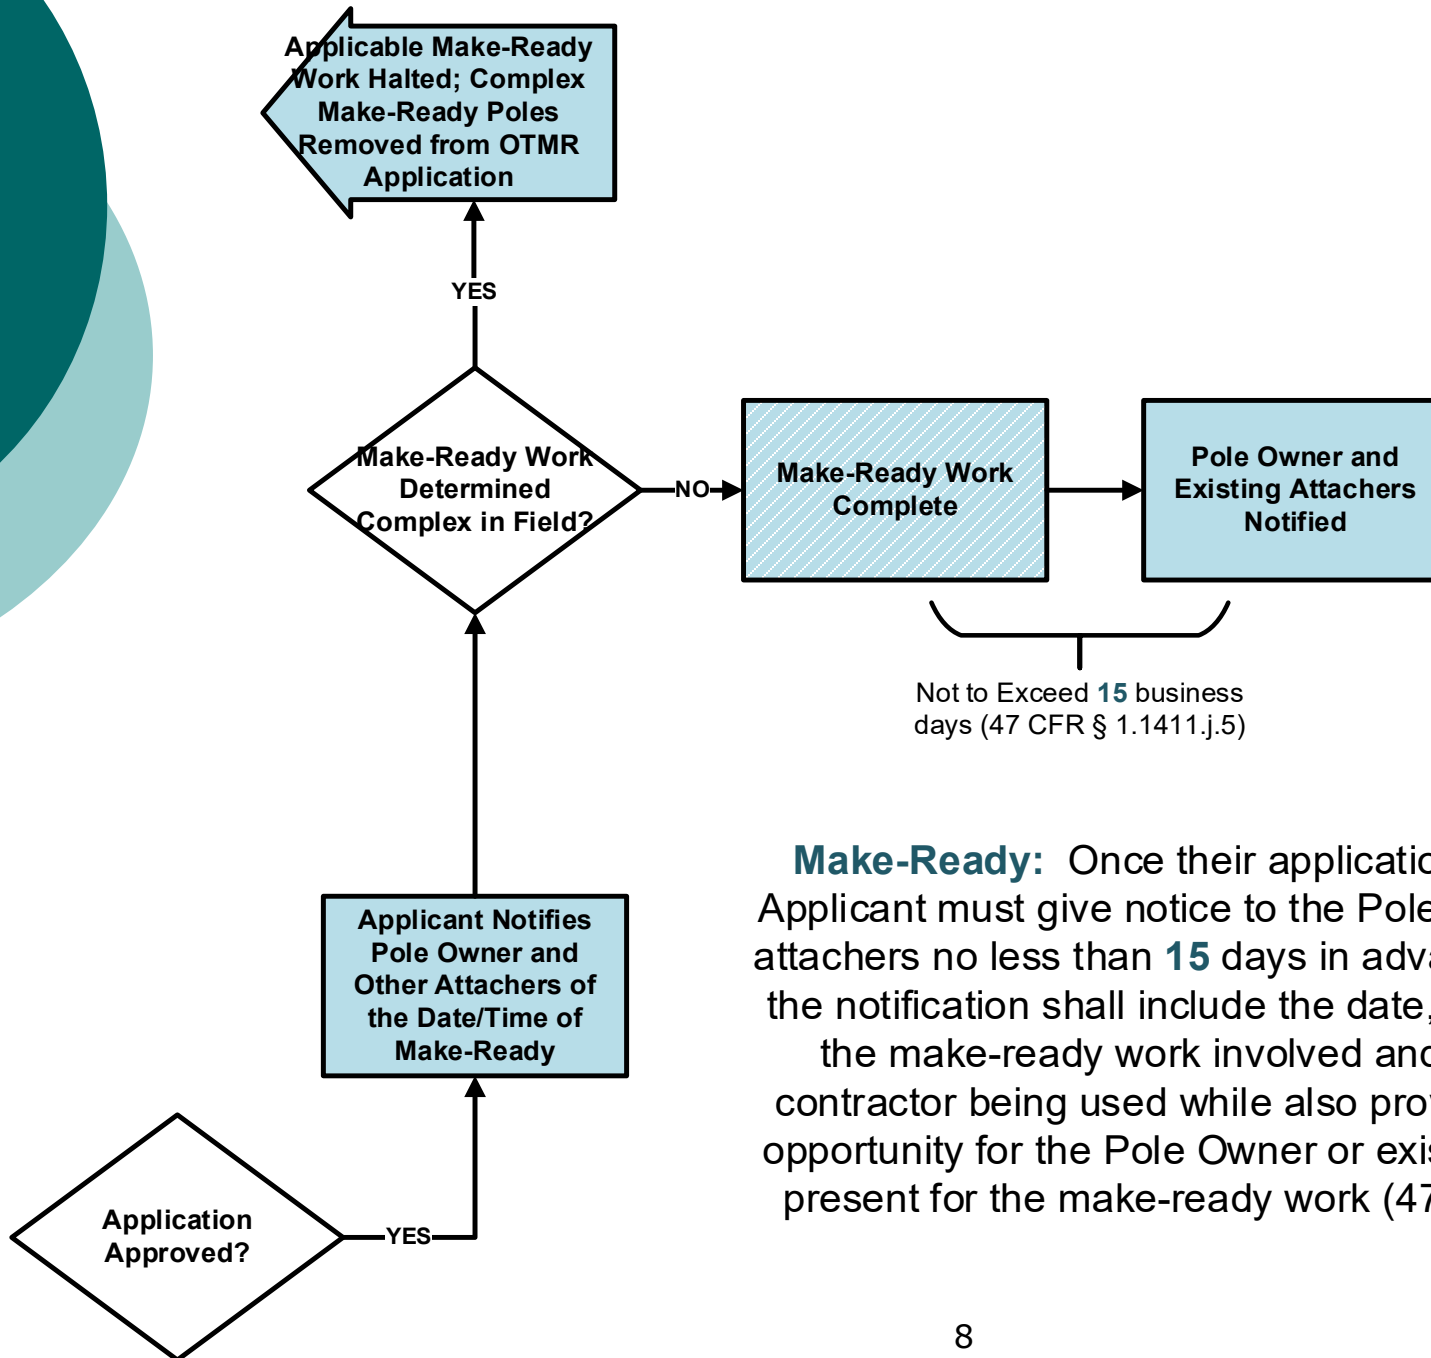 Applicable Make-Ready
Work Halted; Complex
Make-Ready Poles
Removed from OTMR
Application
YES
Make-Ready Work
Determined
Complex in Field?
NO
Make-Ready Work
Complete
Pole Owner and
Existing Attachers
Notified
Not to Exceed 15 business
days (47 CFR § 1.1411.j.5)
Applicant Notifies
Pole Owner and
Other Attachers of
the Date/Time of
Make-Ready
Application
Approved?
YES
Make-Ready: Once their applicatio
Applicant must give notice to the Pole
attachers no less than 15 days in adva
the notification shall include the date,
the make-ready work involved and
contractor being used while also prov
opportunity for the Pole Owner or exis
present for the make-ready work (47
8